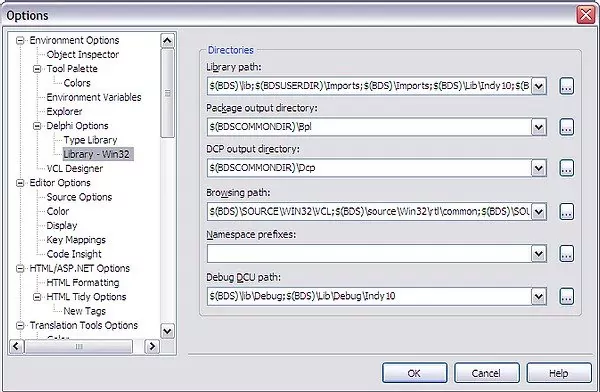 Options
Environment Options
Object Inspector
Tool Palette
Colors
Environment Variables
Explorer
Delphi Options
Type Library
Library - Win32
VCL Designer
Editor Options
Source Options
Color
Display
Key Mappings
Code Insight
HTML/ASP.NET Options
HTML Formatting
HTML Tidy Options
New Tags
Translation Tools Options
Color
Directories
Library path:
$(BDS)\lib;$(BDSUSERDIR)\Imports;$(BDS)\Imports;$(BDS)\Lib\Indy10;$(B
...
Package output directory:
$(BDSCOMMONDIR)\Bpl
...
DCP output directory:
$(BDSCOMMONDIR)\Dcp
...
Browsing path:
$(BDS)\SOURCE\WIN32\VCL;$(BDS)\source\Win32\rtl\common;$(BDS)\SOU
...
Namespace prefixes:
...
Debug DCU path:
$(BDS)\lib\Debug;$(BDS)\Lib\Debug\Indy10
...
OK
Cancel
Help